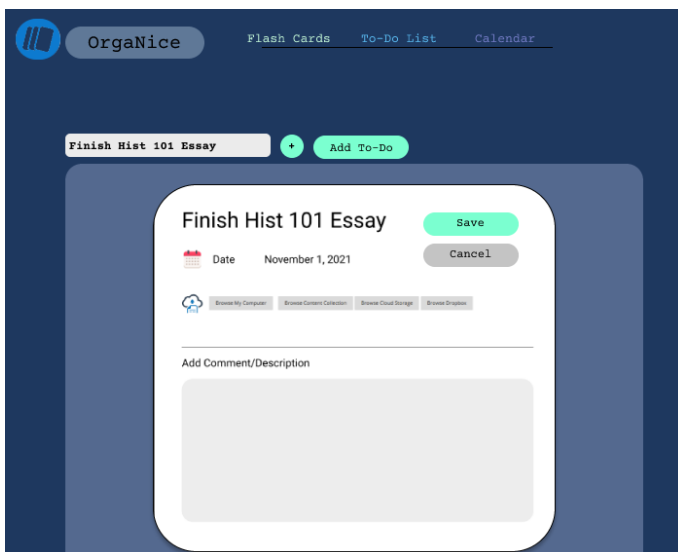 OrgaNice
Flash Cards To-Do List Calendar
Finish Hist 101 Essay + Add To-Do
Finish Hist 101 Essay Save
Cancel
Date November 1, 2021
Browse My Computer Browse Content Collection Browse Cloud Storage Browse Dropbox
Add Comment/Description